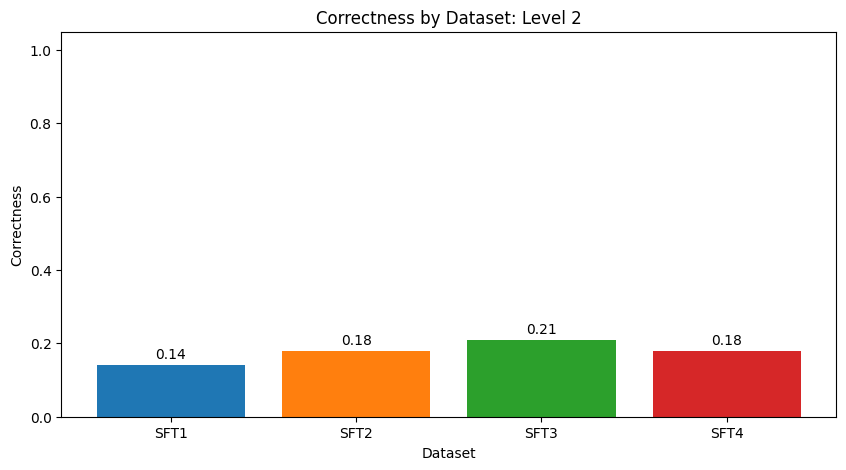 Correctness by Dataset: Level 2
1.0
0.8
0.6
0.4
0.2
0.0
Correctness
0.14
0.18
0.21
0.18
SFT1 SFT2 SFT3 SFT4
Dataset